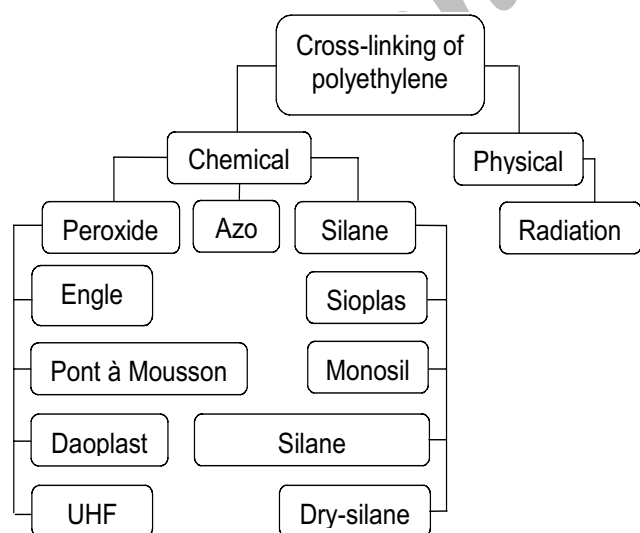 Cross-linking of
polyethylene
Chemical
Physical
Peroxide
Azo
Silane
Radiation
Engle
Sioplas
Pont à Mousson
Monosil
Daoplast
Silane
UHF
Dry-silane